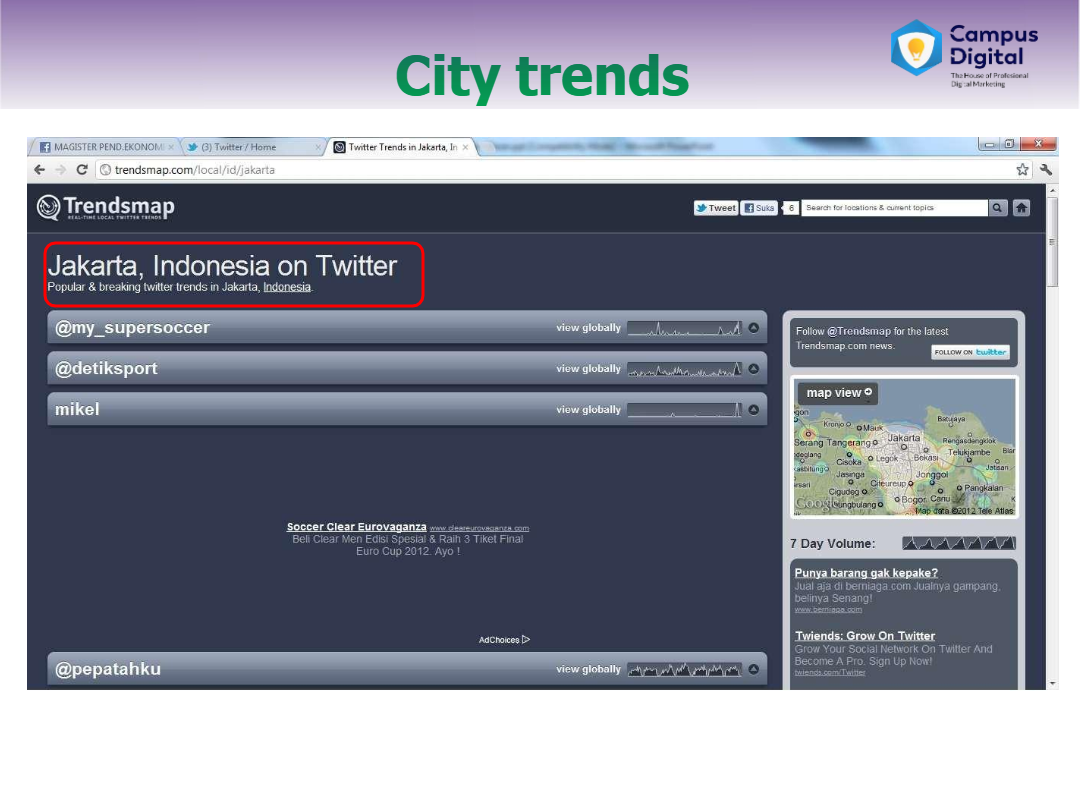 City trends
Campus
Digital
The House of Profesional
Digital Marketing
MAGISTER PEND.EKONOMI
(3) Twitter / Home
Twitter Trends in Jakarta, In
trendsmap.com/local/id/jakarta
Trendsmap
REAL-TIME LOCAL TWITTER TRENDS
Tweet
Suka
6
Search for locations & current topics
Jakarta, Indonesia on Twitter
Popular & breaking twitter trends in Jakarta, Indonesia.
@my_supersoccer
view globally
@detiksport
view globally
mikel
view globally
Soccer Clear Eurovaganza www.cleareurovaganza.com
Beli Clear Men Edisi Spesial & Raih 3 Tiket Final
Euro Cup 2012. Ayo !
AdChoices
@pepatahku
view globally
Follow @Trendsmap for the latest
Trendsmap.com news.
FOLLOW ON twitter
map view
Batujaya
Kronjo
Mauk
Jakarta
Rengasdengklok
Serang Tangerang
Telukjambe
Cisoka
Legok
Bekasi
Jasinga
Jonggol
Citeureup
Cigudeg
Pangkalan
Bogor
Google
Map data ©2012 Tele Atlas
7 Day Volume:
Punya barang gak kepake?
Jual aja di berniaga.com Jualnya gampang,
belinya Senang!
www.berniaga.com
Twiends: Grow On Twitter
Grow Your Social Network On Twitter And
Become A Pro. Sign Up Now!
twiends.com/Twitter